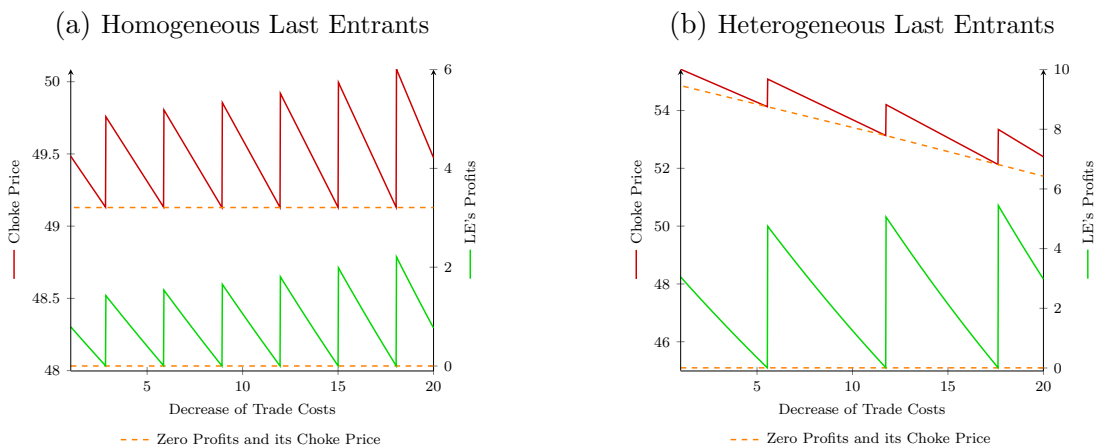 (a) Homogeneous Last Entrants
50
49.5
49
48.5
48
6
4
2
0
5
10
15
20
Choke Price
LE's Profits
Decrease of Trade Costs
Zero Profits and its Choke Price
(b) Heterogeneous Last Entrants
54
52
50
48
46
10
8
6
4
2
0
5
10
15
20
Choke Price
LE's Profits
Decrease of Trade Costs
Zero Profits and its Choke Price